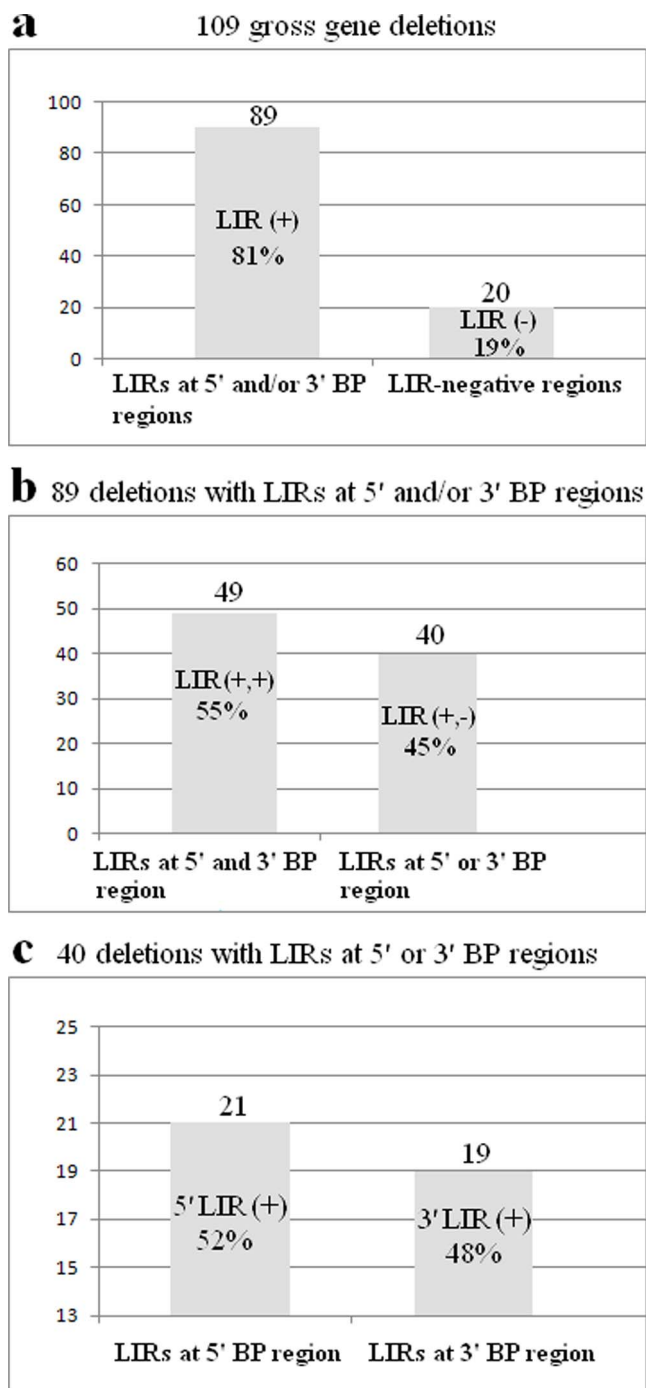 a 109 gross gene deletions
100
80
60
40
20
0
89
LIR (+)
81%
20
LIR (-)
19%
LIRs at 5' and/or 3' BP
regions
LIR-negative regions
b 89 deletions with LIRs at 5' and/or 3' BP regions
60
50
40
30
20
10
0
49
LIR (+,+)
55%
40
LIR (+,-)
45%
LIRs at 5' and 3' BP
region
LIRs at 5' or 3' BP
region
c 40 deletions with LIRs at 5' or 3' BP regions
25
23
21
19
17
15
13
21
5' LIR (+)
52%
19
3' LIR (+)
48%
LIRs at 5' BP region
LIRs at 3' BP region